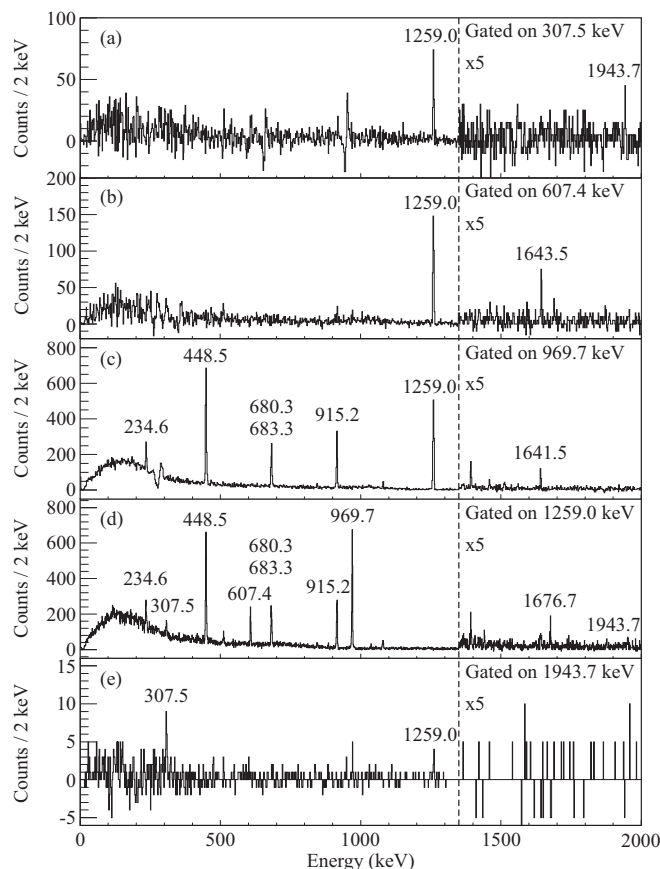 100
(a)
1259.0
Gated on 307.5 keV
x5
1943.7
50
0
Counts / 2 keV
200
(b)
1259.0
Gated on 607.4 keV
x5
1643.5
150
100
50
0
Counts / 2 keV
800
(c)
448.5
1259.0
Gated on 969.7 keV
x5
600
680.3
683.3
915.2
234.6
400
200
1641.5
0
Counts / 2 keV
800
(d)
448.5
969.7
Gated on 1259.0 keV
x5
600
680.3
683.3
234.6
307.5
607.4
915.2
400
1676.7
1943.7
200
0
Counts / 2 keV
15
(e)
Gated on 1943.7 keV
x5
307.5
1259.0
10
5
0
-5
Counts / 2 keV
0
500
1000
1500
2000
Energy (keV)